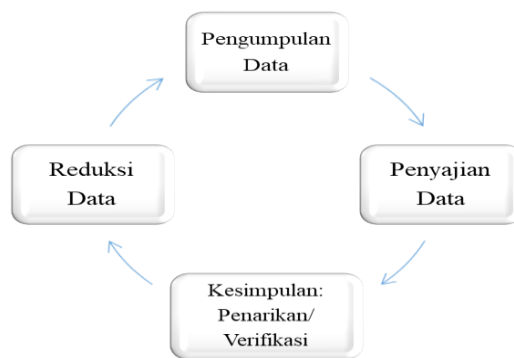 Pengumpulan
Data
Penyajian
Data
Kesimpulan:
Penarikan/
Verifikasi
Reduksi
Data